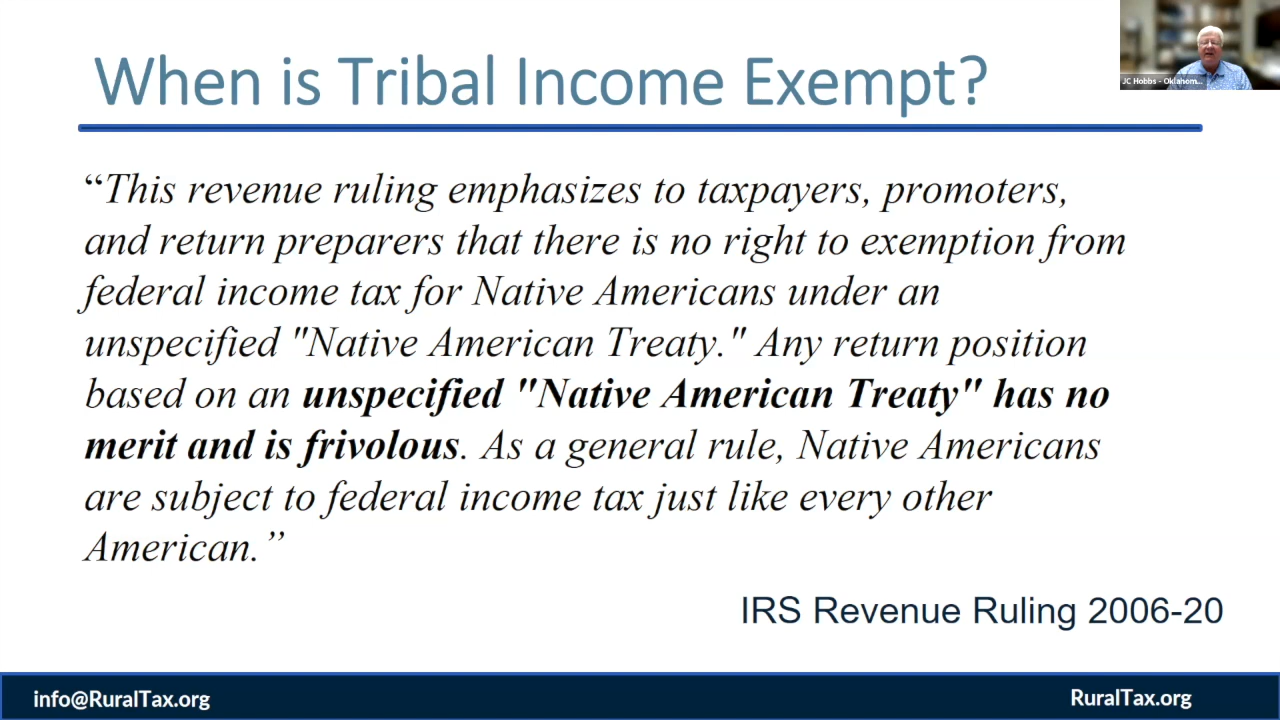 When is Tribal Income Exempt?
JC Hobbs - Oklahom...
“This revenue ruling emphasizes to taxpayers, promoters,
and return preparers that there is no right to exemption from
federal income tax for Native Americans under an
unspecified "Native American Treaty." Any return position
based on an unspecified "Native American Treaty" has no
merit and is frivolous. As a general rule, Native Americans
are subject to federal income tax just like every other
American.”
IRS Revenue Ruling 2006-20
info@RuralTax.org
RuralTax.org